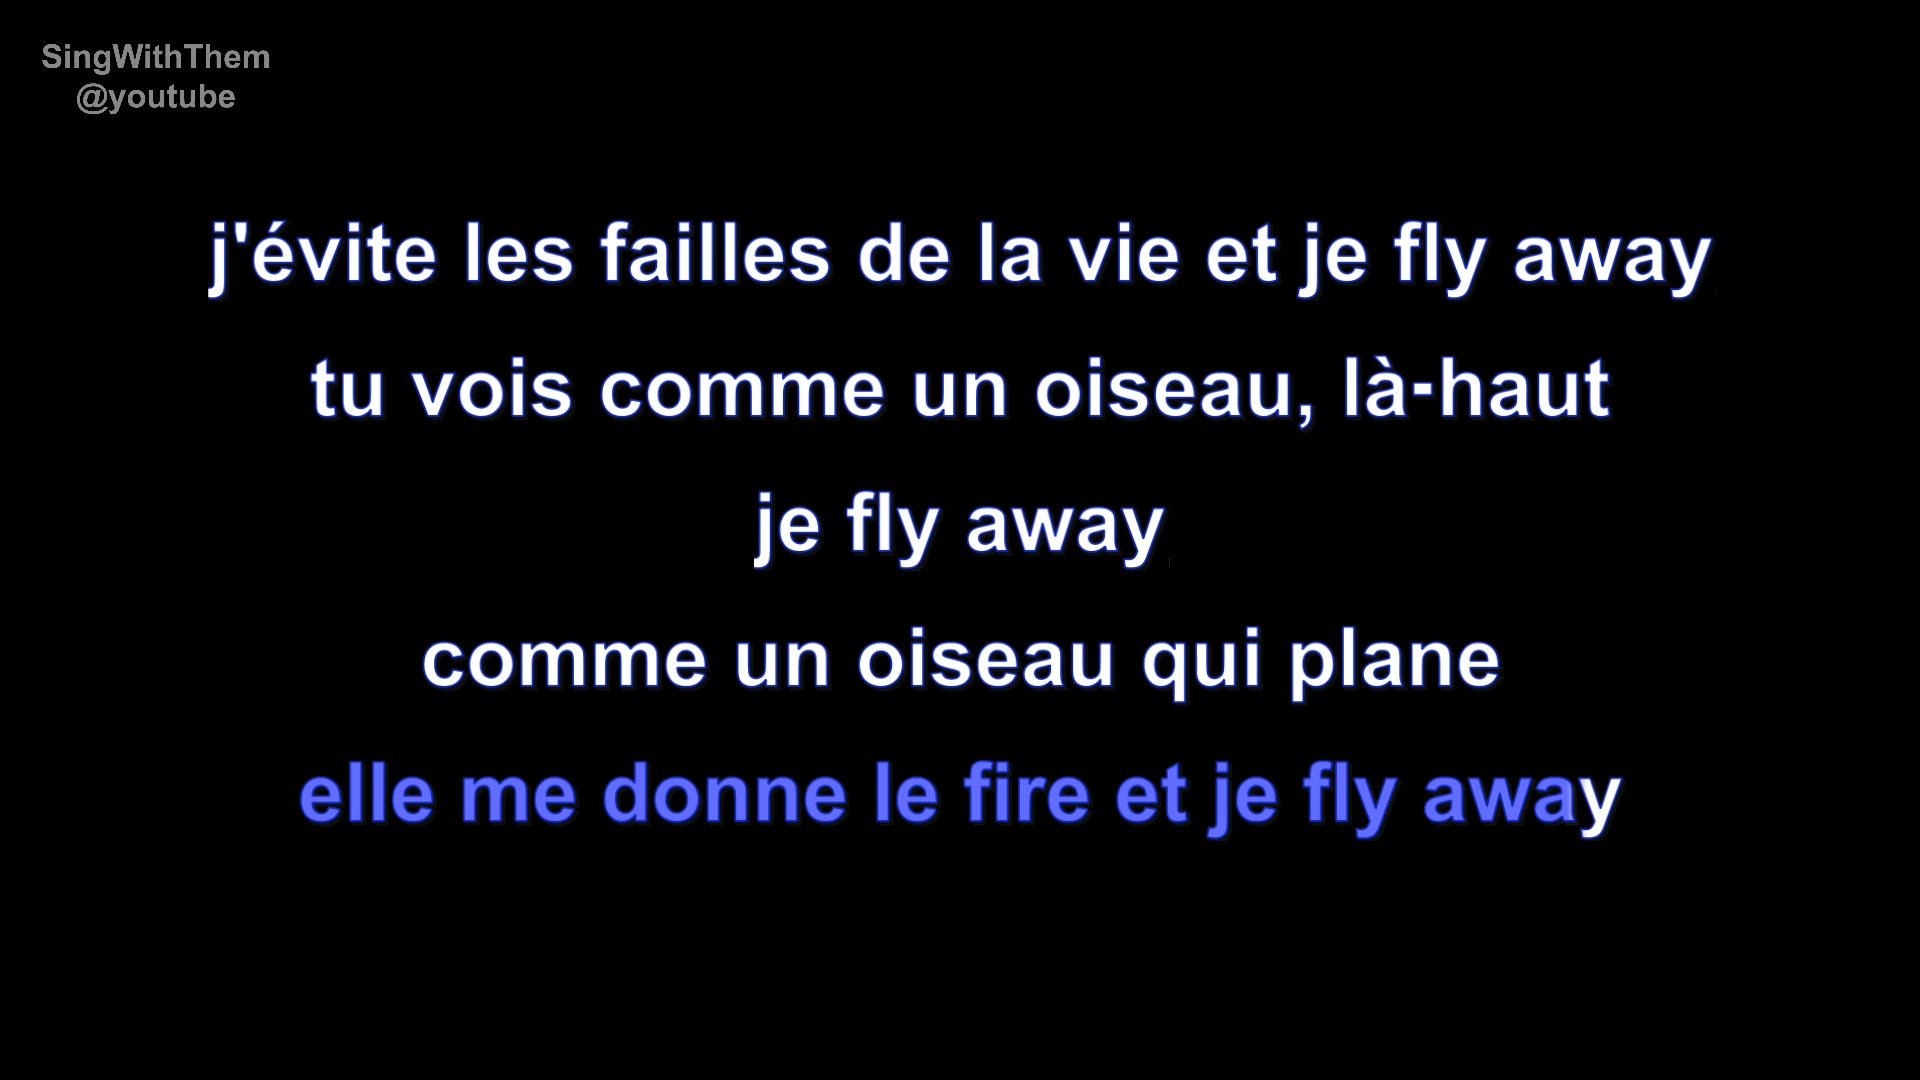 SingWithThem
@youtube
j'évite les failles de la vie et je fly away
tu vois comme un oiseau, là-haut
je fly away
comme un oiseau qui plane
elle me donne le fire et je fly away